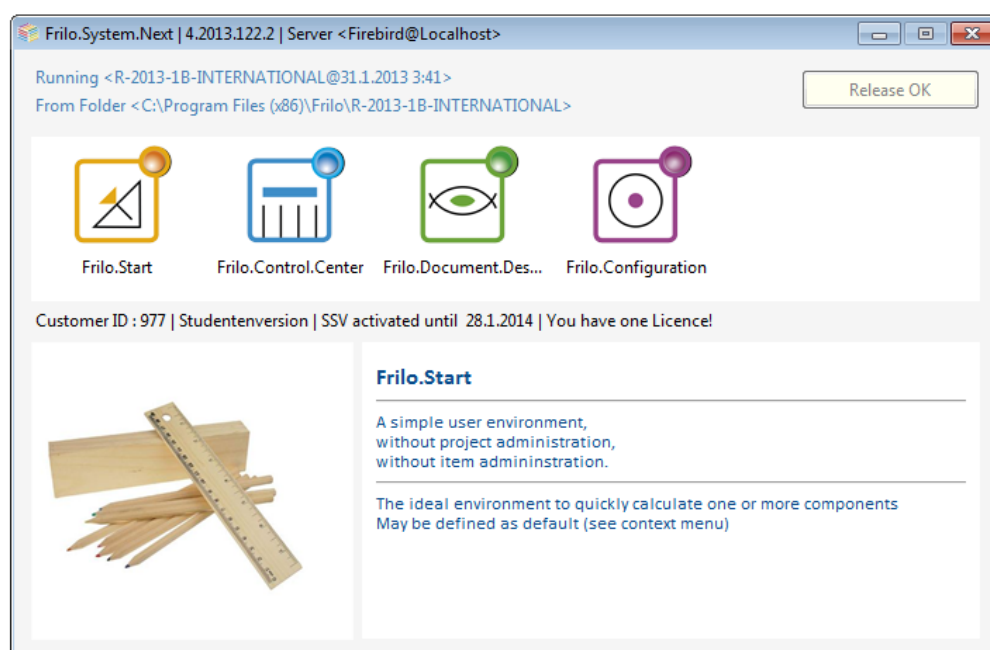 Frilo.System.Next | 4.2013.122.2 | Server <Firebird@Localhost>
Running <R-2013-1B-INTERNATIONAL@31.1.2013 3:41>
From Folder <C:\Program Files (x86)\Frilo\R-2013-1B-INTERNATIONAL>
Release OK
Frilo.Start
Frilo.Control.Center
Frilo.Document.Des...
Frilo.Configuration
Customer ID : 977 | Studentenversion | SSV activated until  28.1.2014 | You have one Licence!
Frilo.Start
A simple user environment,
without project administration,
without item admininstration.
The ideal environment to quickly calculate one or more components
May be defined as default (see context menu)